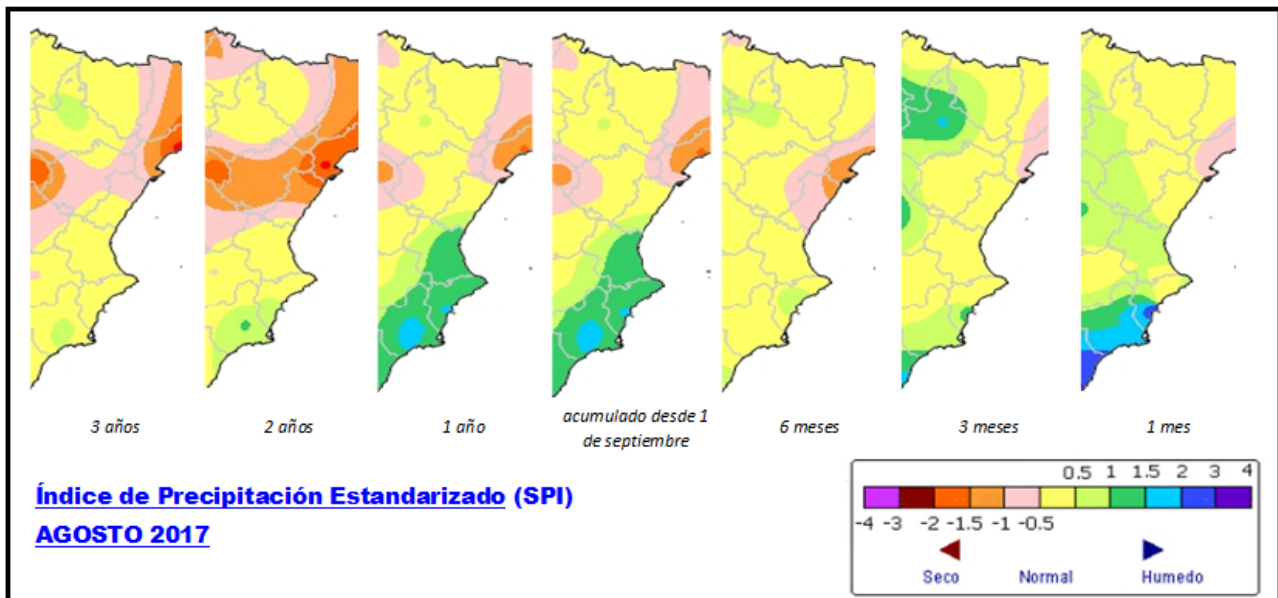 3 años
2 años
1 año
acumulado desde 1
de septiembre
6 meses
3 meses
1 mes
Índice de Precipitación Estandarizado (SPI)
AGOSTO 2017
0.5 1 1.5 2 3 4
-4 -3 -2 -1.5 -1 -0.5
Seco Normal Humedo